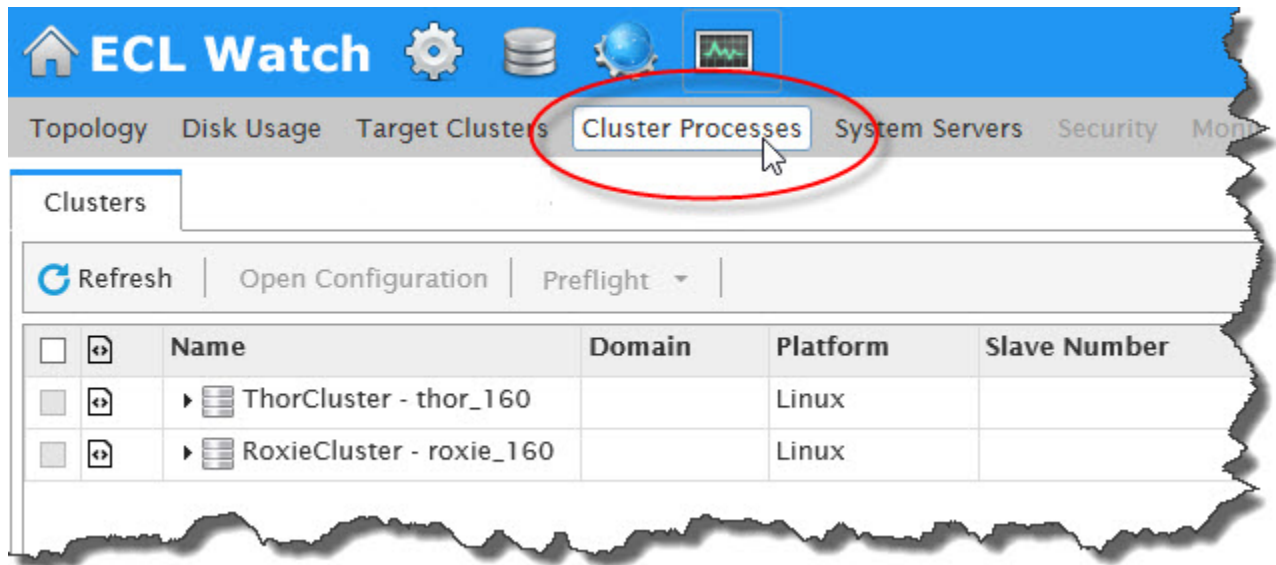 ECL Watch
Topology Disk Usage Target Clusters Cluster Processes System Servers Security
Clusters
Refresh Open Configuration Preflight
Name Domain Platform Slave Number
ThorCluster - thor_160 Linux
RoxieCluster - roxie_160 Linux